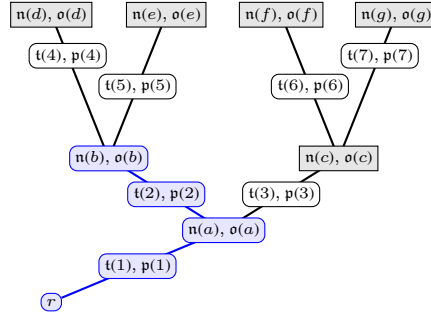 𝔫(d), 𝔬(d) 𝔫(e), 𝔬(e) 𝔫(f), 𝔬(f) 𝔫(g), 𝔬(g)
𝔱(4), 𝔭(4) 𝔱(7), 𝔭(7)
𝔱(5), 𝔭(5) 𝔱(6), 𝔭(6)
𝔫(b), 𝔬(b) 𝔫(c), 𝔬(c)
𝔱(2), 𝔭(2) 𝔱(3), 𝔭(3)
𝔫(a), 𝔬(a)
𝔱(1), 𝔭(1)
r